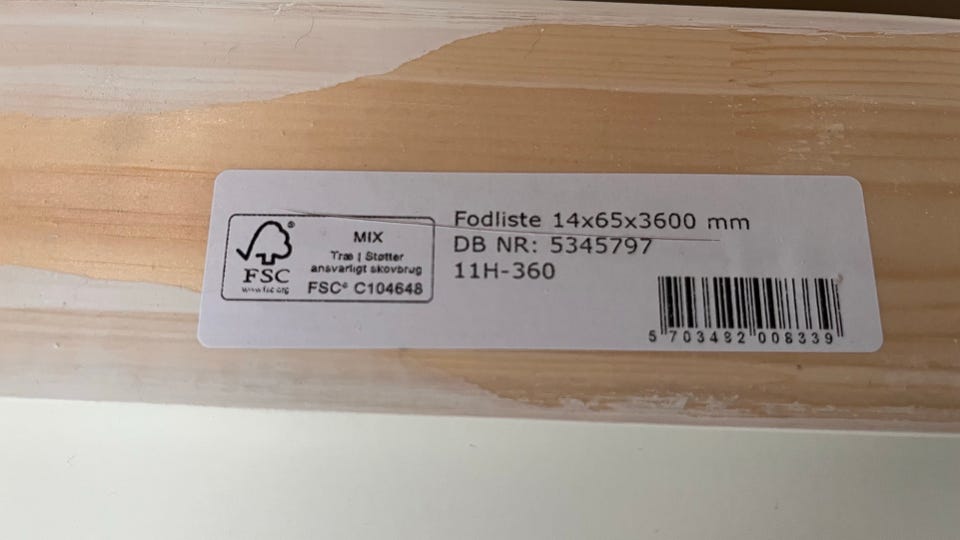 FSC
www.fsc.org
MIX
Træ | Støtter
ansvarligt skovbrug
FSC® C104648
Fodliste 14x65x3600 mm
DB NR: 5345797
11H-360
5 703482 008339